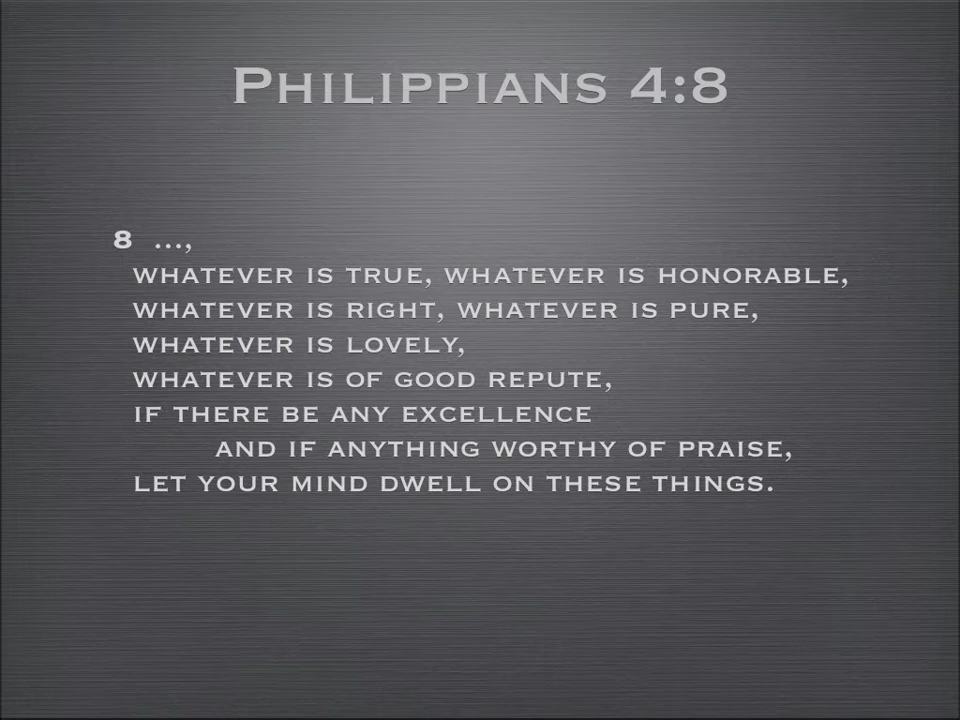 Philippians 4:8
8 ...,
whatever is true, whatever is honorable,
whatever is right, whatever is pure,
whatever is lovely,
whatever is of good repute,
if there be any excellence
and if anything worthy of praise,
let your mind dwell on these things.